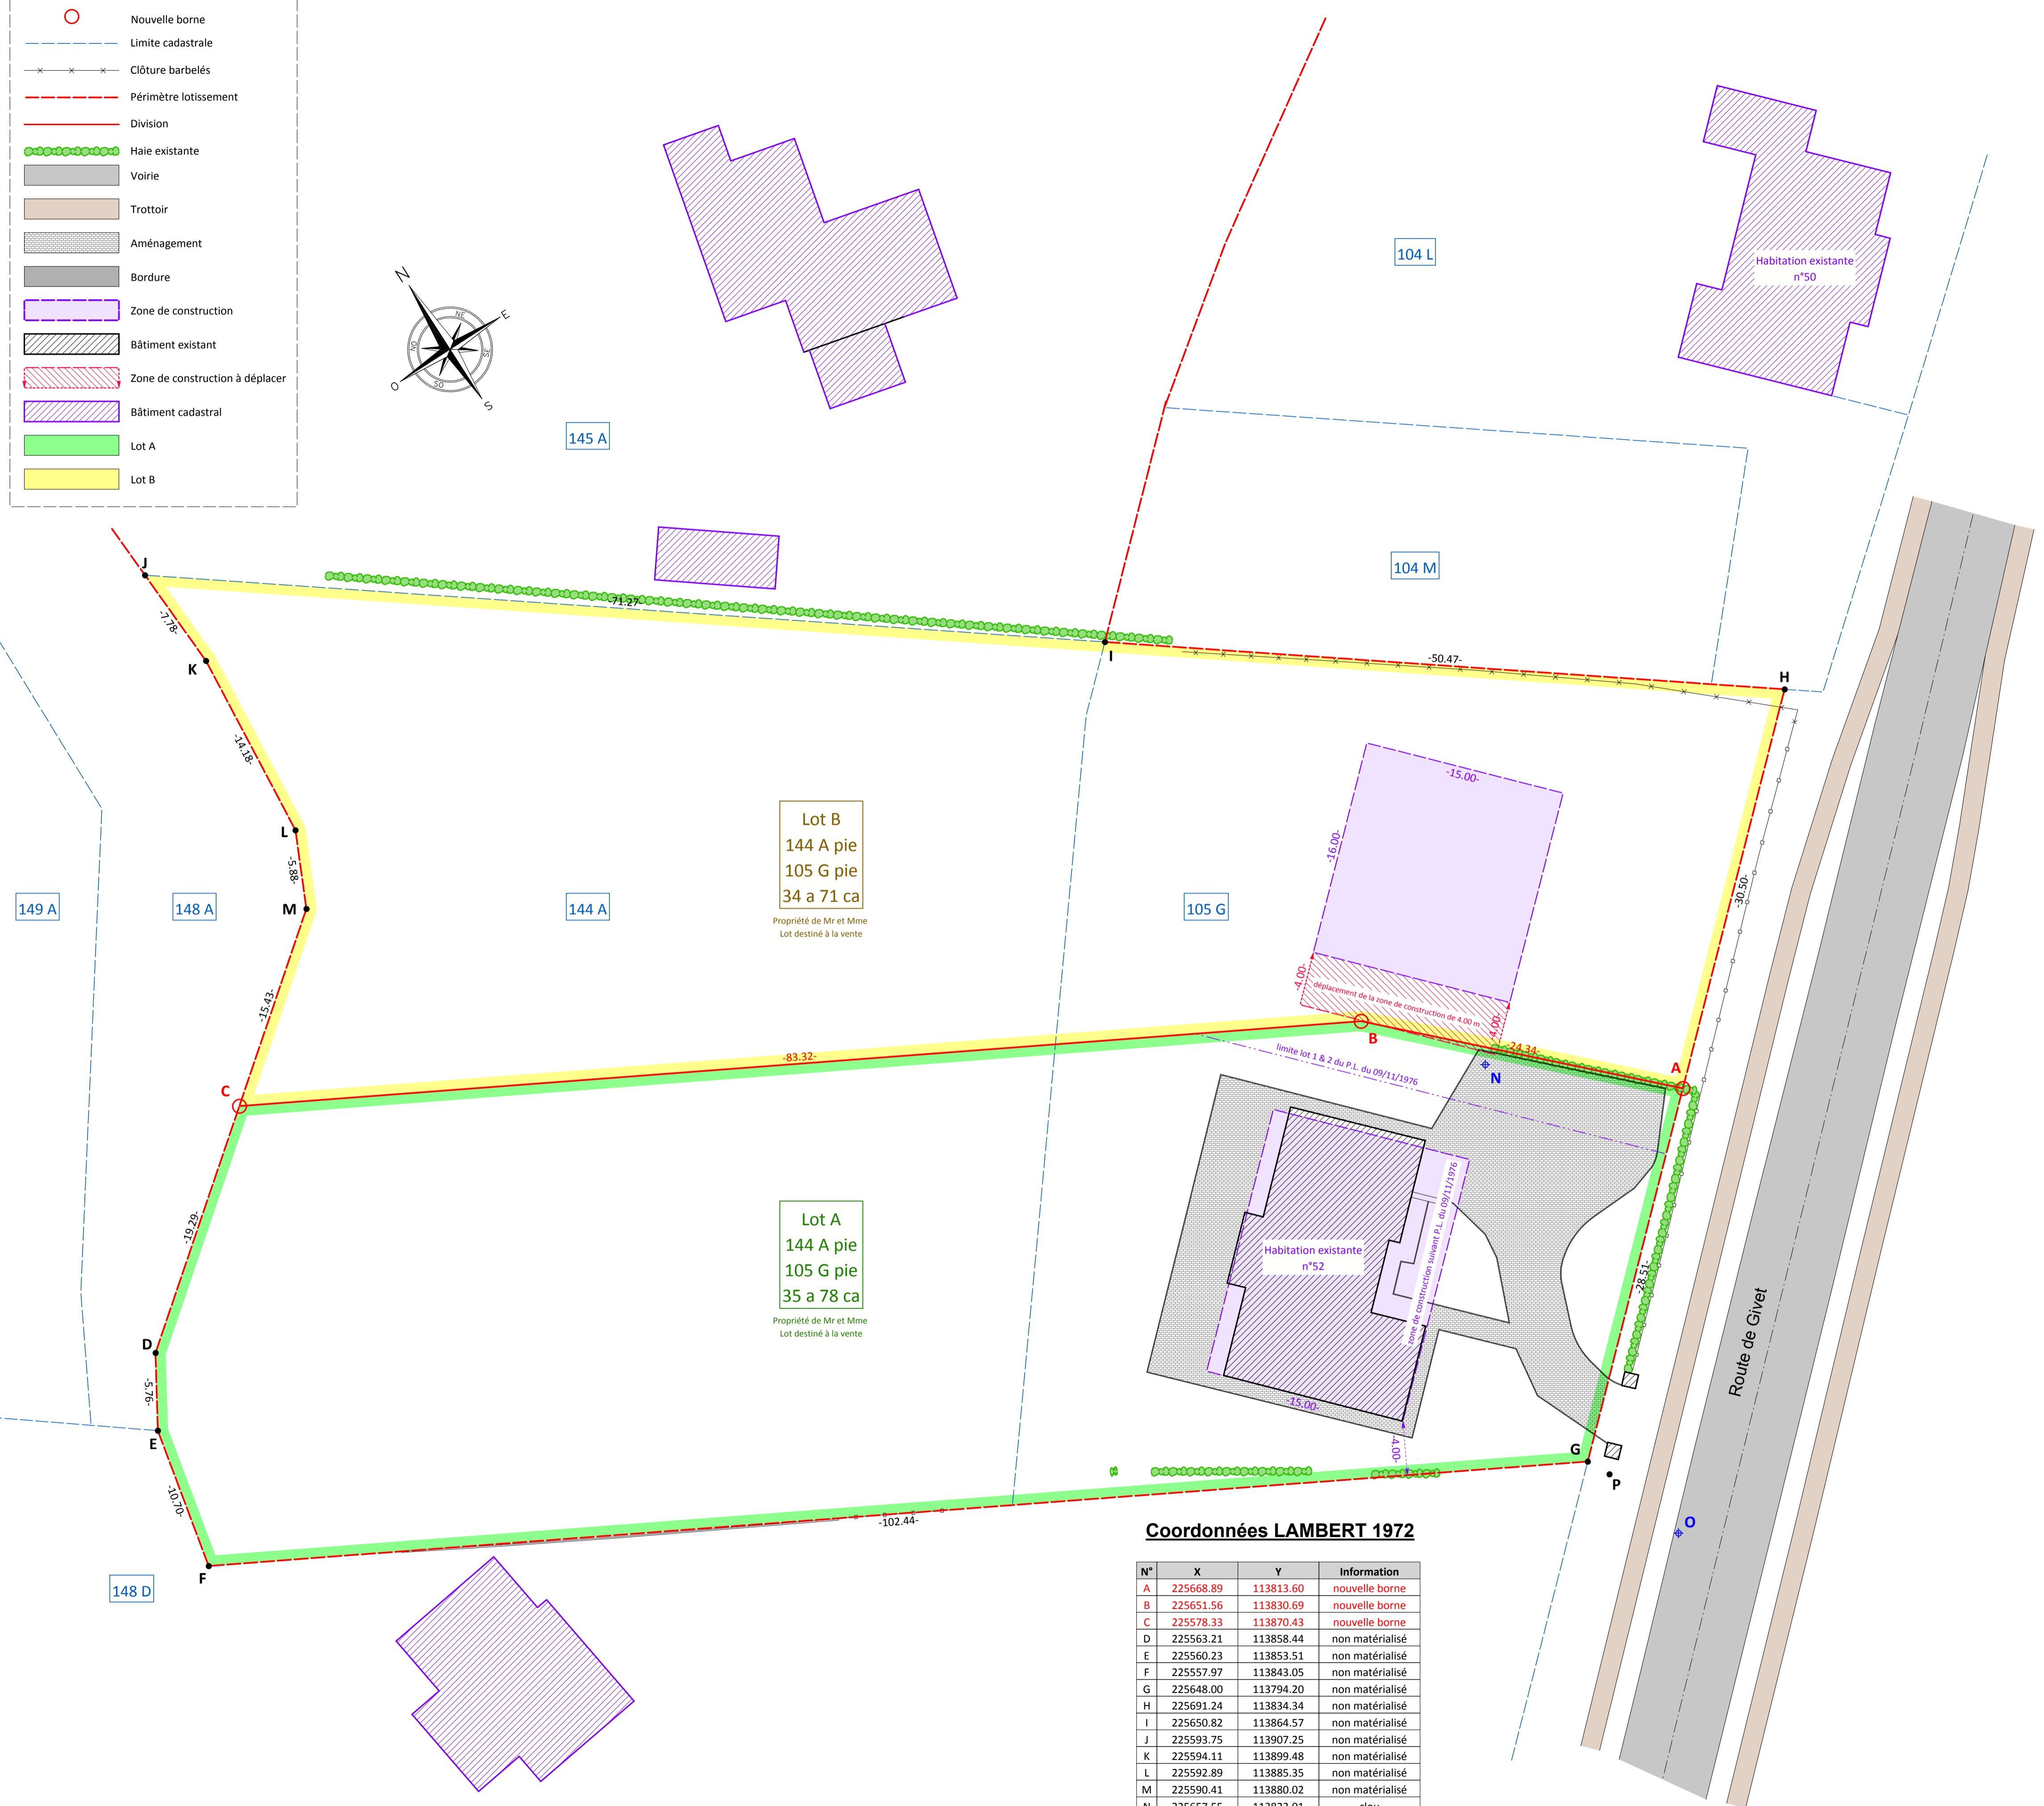 Nouvelle borne
Limite cadastrale
Clôture barbelés
Périmètre lotissement
Division
Haie existante
Voirie
Trottoir
Aménagement
Bordure
Zone de construction
Bâtiment existant
Zone de construction à déplacer
Bâtiment cadastral
Lot A
Lot B
N
NE
E
SE
S
SO
O
NO
104 L
Habitation existante
n°50
145 A
104 M
J
-71.27-
-7.78-
K
I
-50.47-
H
-14.18-
-15.00-
L
-16.00-
-5.88-
Lot B
144 A pie
105 G pie
34 a 71 ca
Propriété de Mr et Mme
Lot destiné à la vente
149 A
148 A
M
144 A
105 G
-30.50-
-4.00-
déplacement de la zone de construction de 4.00 m
-4.00-
-15.43-
B
-24.34-
-83.32-
limite lot 1 & 2 du P.L. du 09/11/1976
N
A
C
-19.29-
Lot A
144 A pie
105 G pie
35 a 78 ca
Propriété de Mr et Mme
Lot destiné à la vente
Habitation existante
n°52
zone de construction suivant P.L. du 09/11/1976
-28.51-
Route de Givet
D
-5.76-
-15.00-
E
-4.00-
G
P
-10.70-
-102.44-
O
F
148 D
Coordonnées LAMBERT 1972
N° X Y Information
A 225668.89 113813.60 nouvelle borne
B 225651.56 113830.69 nouvelle borne
C 225578.33 113870.43 nouvelle borne
D 225563.21 113858.44 non matérialisé
E 225560.23 113853.51 non matérialisé
F 225557.97 113843.05 non matérialisé
G 225648.00 113794.20 non matérialisé
H 225691.24 113834.34 non matérialisé
I 225650.82 113864.57 non matérialisé
J 225593.75 113907.25 non matérialisé
K 225594.11 113899.48 non matérialisé
L 225592.89 113885.35 non matérialisé
M 225590.41 113880.02 non matérialisé
N 225657.55 113823.01 clou